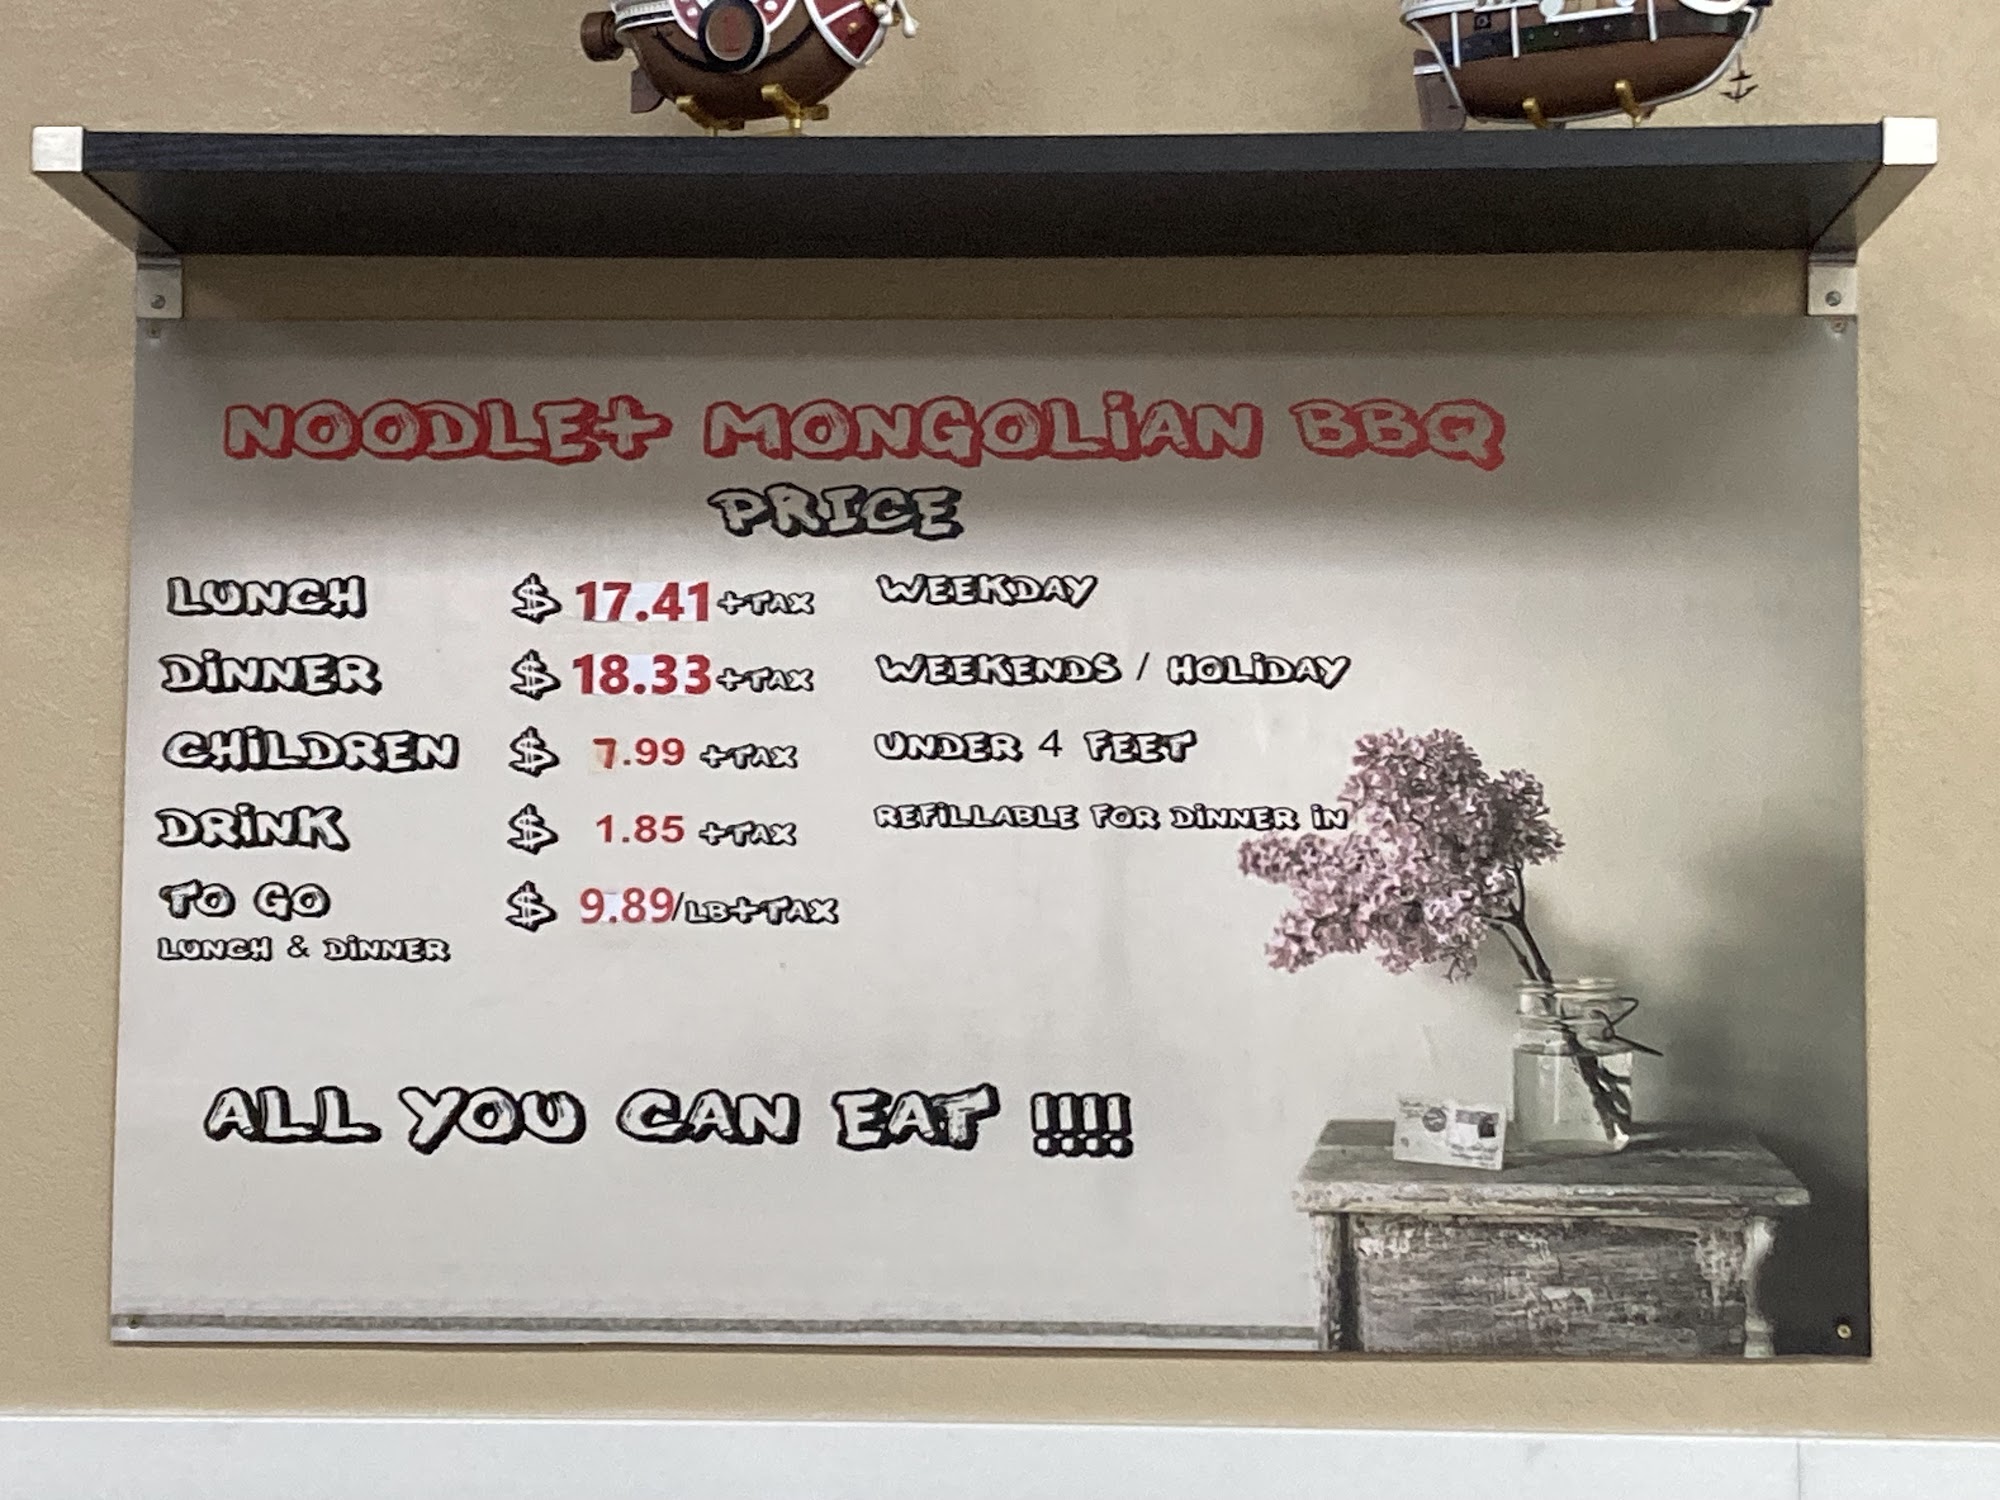 NOODLE+ MONGOLiAN BBQ
PRICE
LUNCH $ 17.41 +TAX WEEKDAY
DiNNER $ 18.33 +TAX WEEKENDS / HOLiDAY
CHiLDREN $ 7.99 +TAX UNDER 4 FEET
DRiNK $ 1.85 +TAX REFiLLABLE FOR DiNNER iN
TO GO $ 9.89/LB+TAX
LUNCH & DiNNER
ALL YOU CAN EAT !!!!